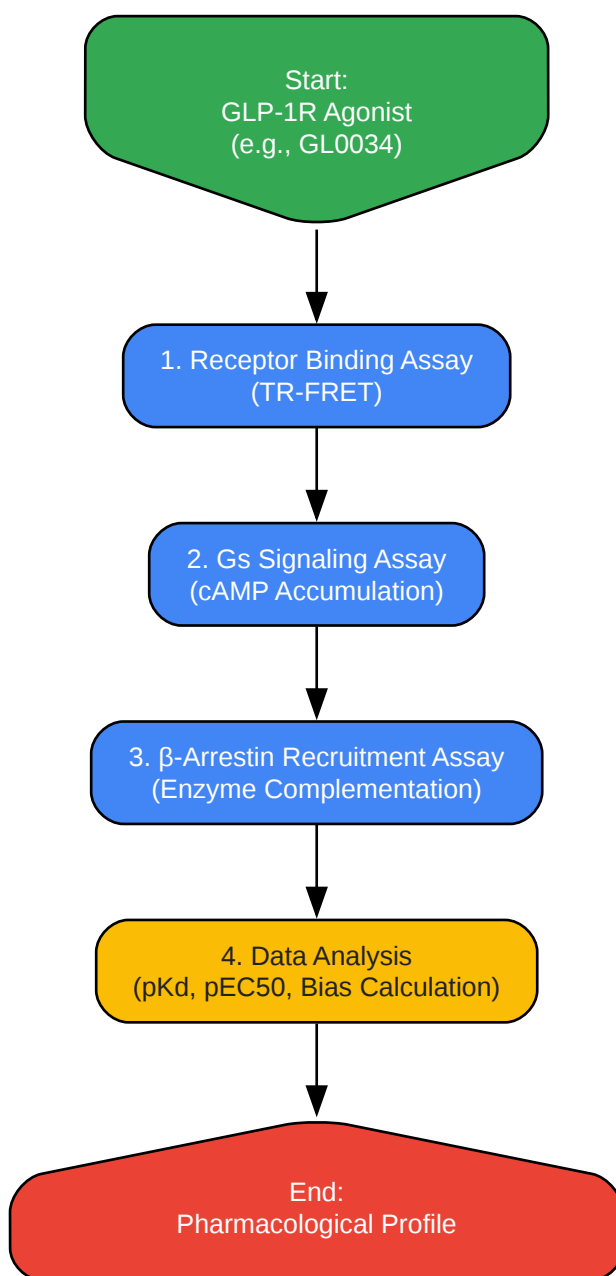 Start:
GLP-1R Agonist
(e.g., GL0034)
1. Receptor Binding Assay
(TR-FRET)
2. Gs Signaling Assay
(cAMP Accumulation)
3. β-Arrestin Recruitment Assay
(Enzyme Complementation)
4. Data Analysis
(pKd, pEC50, Bias Calculation)
End:
Pharmacological Profile